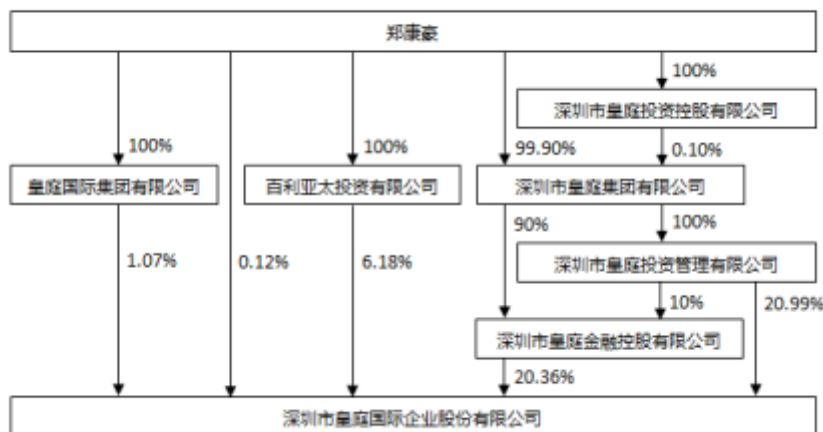 郑康豪
100%
深圳市皇庭投资控股有限公司
100%
100%
99.90%
0.10%
皇庭国际集团有限公司
百利亚太投资有限公司
深圳市皇庭集团有限公司
90%
100%
1.07%
0.12%
6.18%
深圳市皇庭投资管理有限公司
10%
20.99%
深圳市皇庭金融控股有限公司
20.36%
深圳市皇庭国际企业股份有限公司